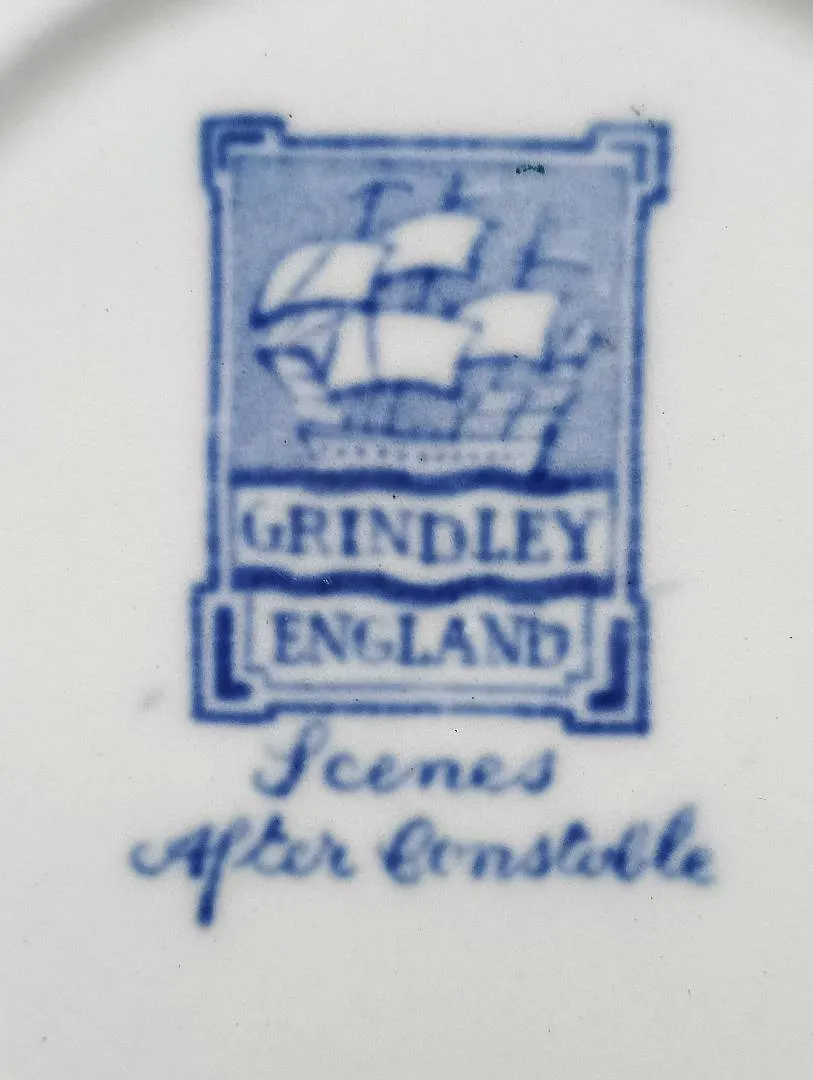 GRINDLEY
ENGLAND
Scenes
After Constable